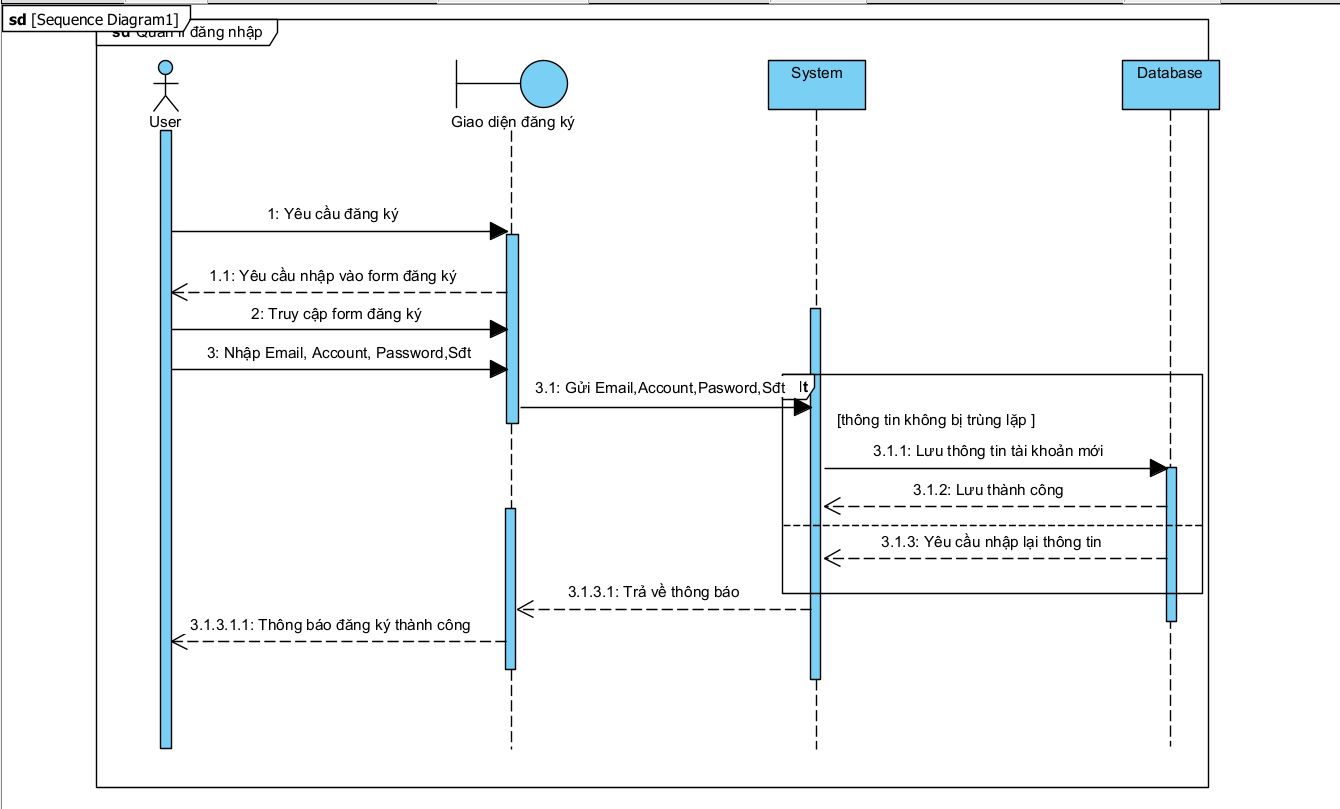 sd [Sequence Diagram1]
sd Quản lí đăng nhập
User
Giao diện đăng ký
System
Database
1: Yêu cầu đăng ký
1.1: Yêu cầu nhập vào form đăng ký
2: Truy cập form đăng ký
3: Nhập Email, Account, Password,Sđt
3.1: Gửi Email,Account,Pasword,Sđt
[thông tin không bị trùng lặp ]
3.1.1: Lưu thông tin tài khoản mới
3.1.2: Lưu thành công
3.1.3: Yêu cầu nhập lại thông tin
3.1.3.1: Trả về thông báo
3.1.3.1.1: Thông báo đăng ký thành công